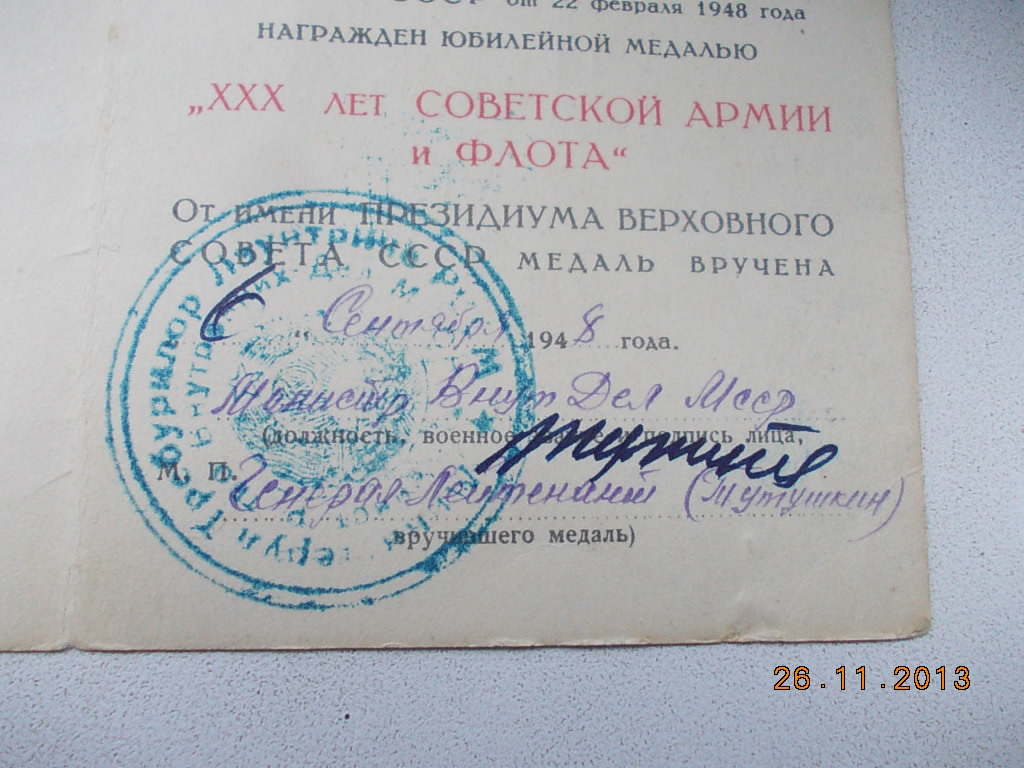 СССР от 22 февраля 1948 года
НАГРАЖДЕН ЮБИЛЕЙНОЙ МЕДАЛЬЮ
„XXX ЛЕТ СОВЕТСКОЙ АРМИИ
и ФЛОТА“
От имени ПРЕЗИДИУМА ВЕРХОВНОГО
СОВЕТА СССР МЕДАЛЬ ВРУЧЕНА
6 " Сентября 1948 года.
Министр Внут Дел Мсср
(должность, военное звание и подпись лица,
М. П. Генерал Лейтенант (Мутушкин)
вручившего медаль)
Требурилор Лэунтриче
26.11.2013